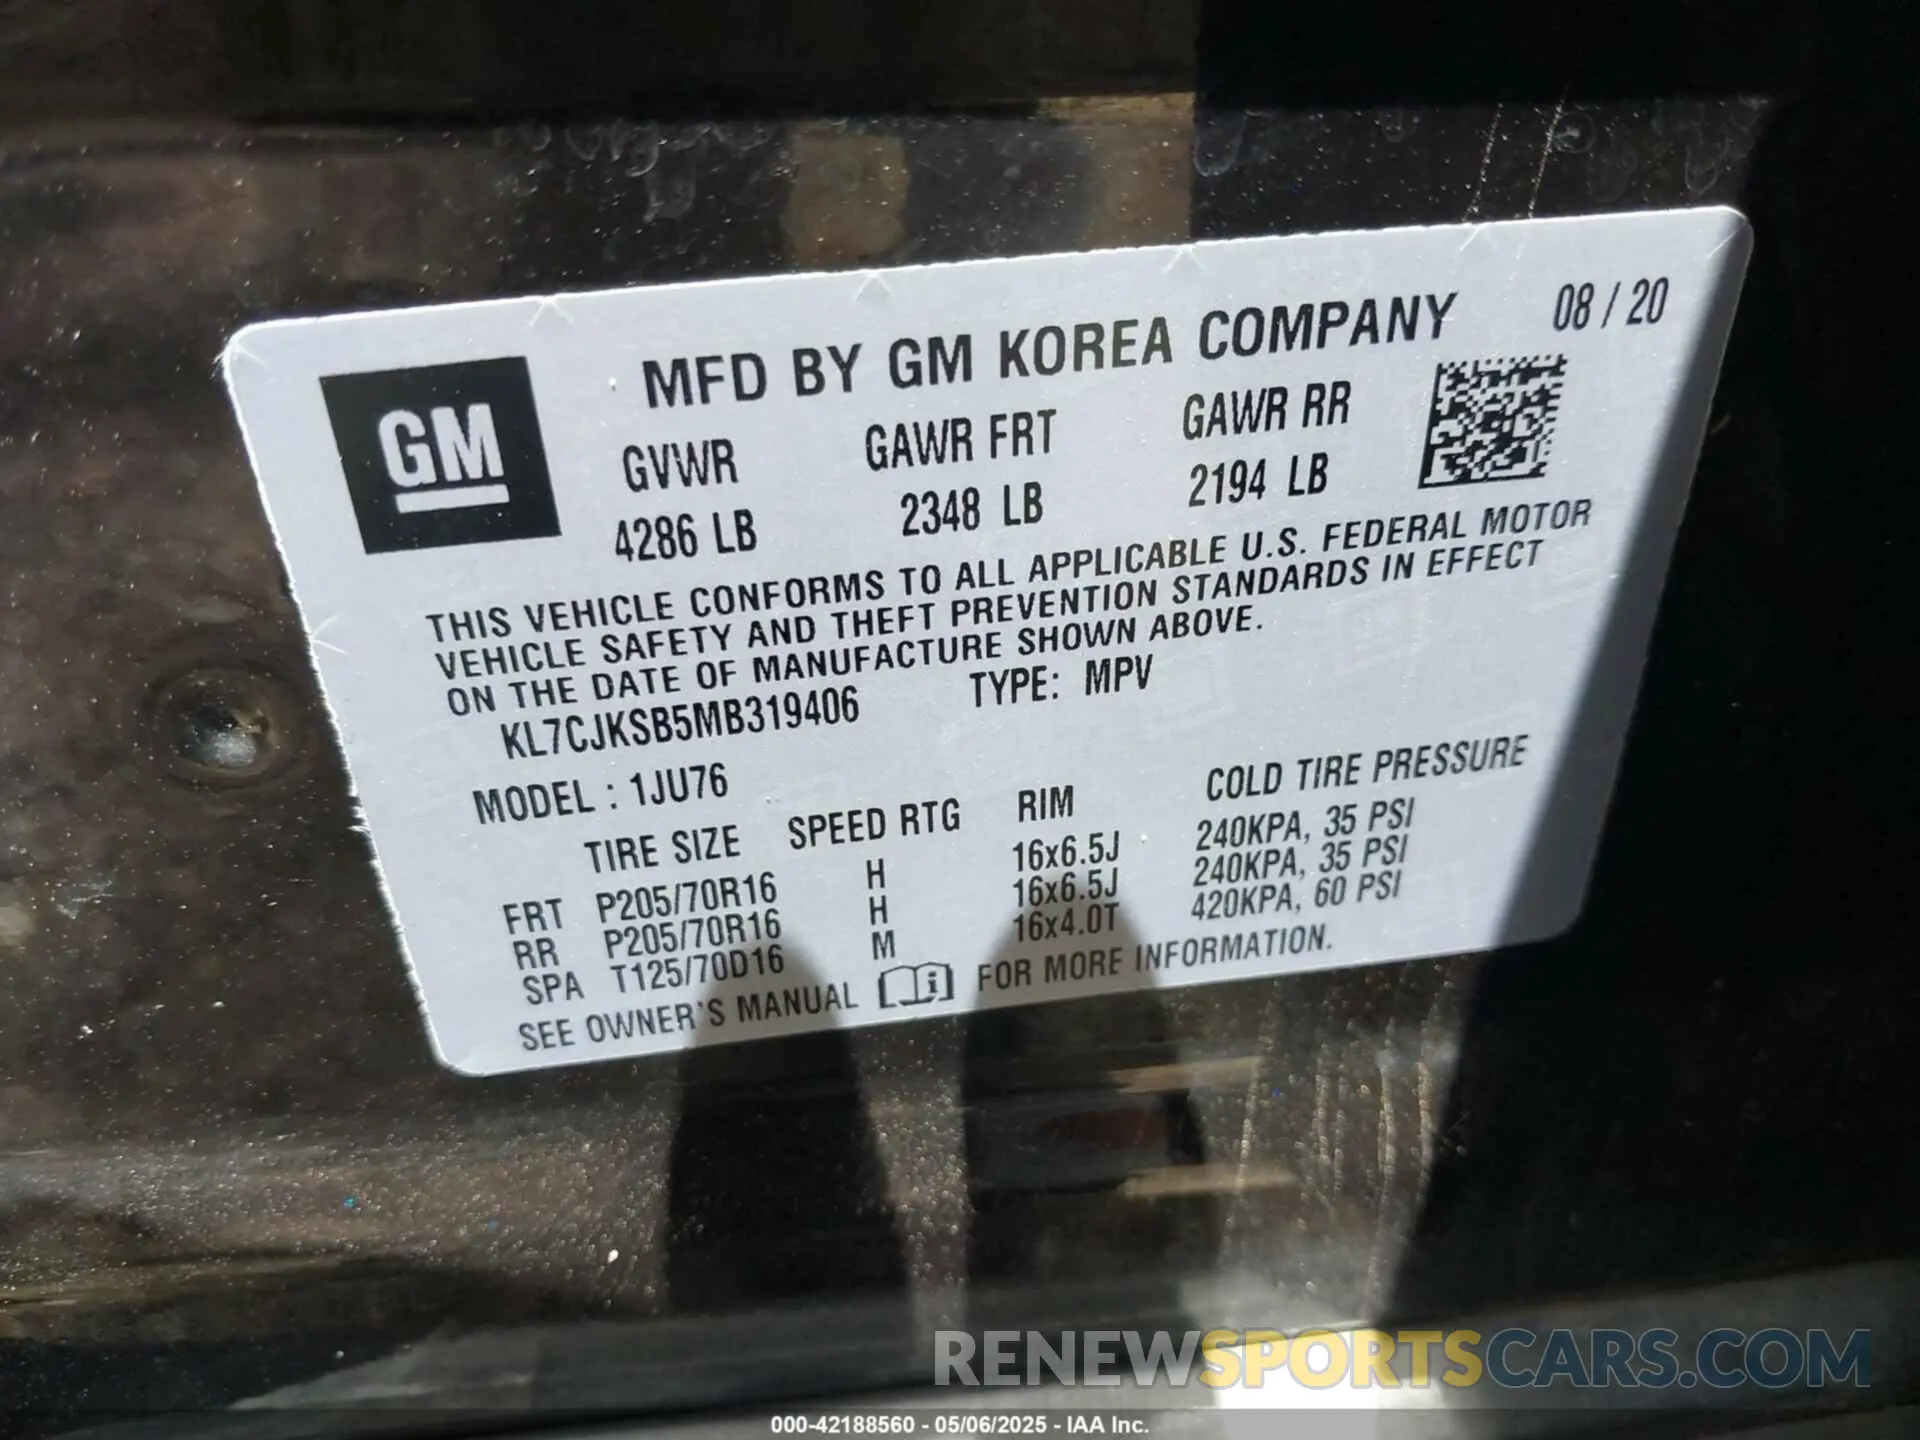 MFD BY GM KOREA COMPANY 08 / 20
GM
GVWR GAWR FRT GAWR RR
4286 LB 2348 LB 2194 LB
THIS VEHICLE CONFORMS TO ALL APPLICABLE U.S. FEDERAL MOTOR
VEHICLE SAFETY AND THEFT PREVENTION STANDARDS IN EFFECT
ON THE DATE OF MANUFACTURE SHOWN ABOVE.
KL7CJKSB5MB319406 TYPE: MPV
MODEL : 1JU76
TIRE SIZE SPEED RTG RIM COLD TIRE PRESSURE
FRT P205/70R16 H 16x6.5J 240KPA, 35 PSI
RR P205/70R16 H 16x6.5J 240KPA, 35 PSI
SPA T125/70D16 M 16x4.0T 420KPA, 60 PSI
SEE OWNER'S MANUAL i FOR MORE INFORMATION.
RENEWSPORTSCARS.COM
000-42188560 - 05/06/2025 - IAA Inc.